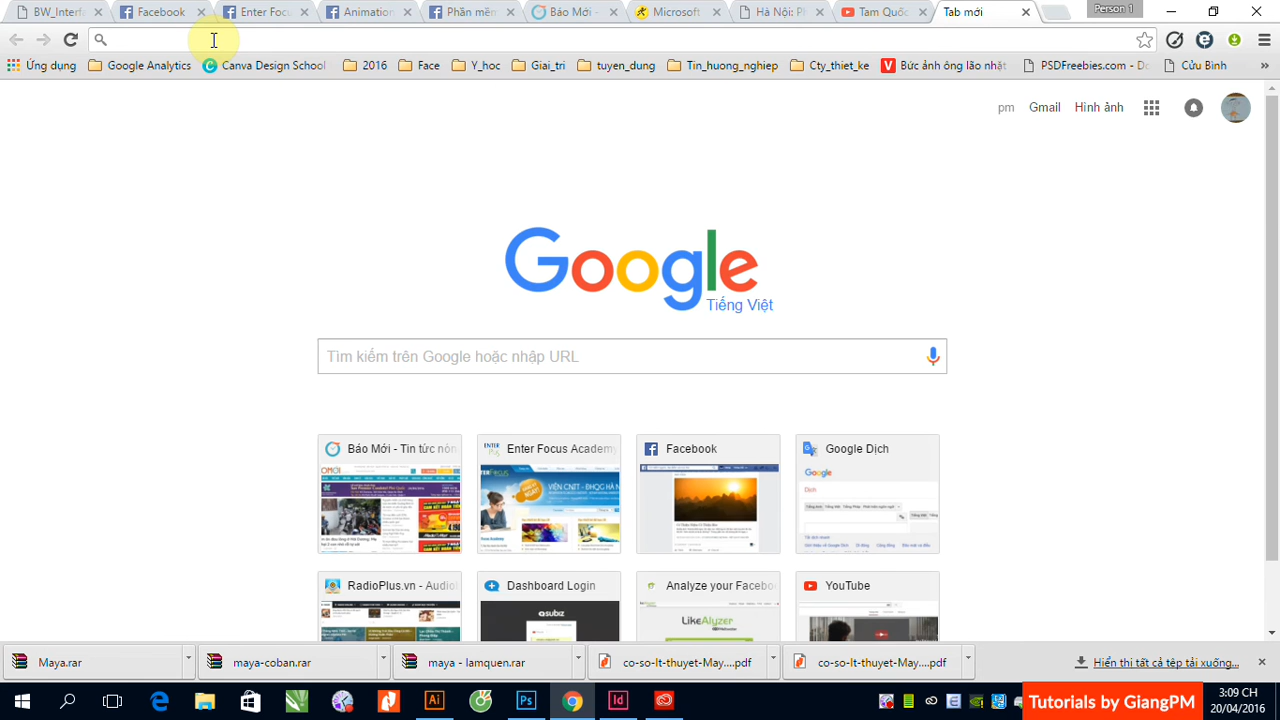 BW_Interfa
Facebook
Enter Focu
Animation
Phần mềm
Báo Mới -
Microsoft
Hà Nội: Ph
Tam Quốc
Tab mới
Person 1
Ứng dụng
Google Analytics
Canva Design School
2016
Face
Y_hoc
Giai_tri
tuyen_dung
Tin_huong_nghiep
Cty_thiet_ke
Bức ảnh ông lão nhặt
PSDFreebies.com - Do
Cửu Bình
»
pm
Gmail
Hình ảnh
Google
Tiếng Việt
Tìm kiếm trên Google hoặc nhập URL
Báo Mới - Tin tức nón
Enter Focus Academy
Facebook
Google Dịch
RadioPlus.vn - Audio
Dashboard Login
Analyze your Faceboo
YouTube
subiz
LikeAlyzer
Maya.rar
maya-coban.rar
maya - lamquen.rar
co-so-lt-thuyet-May....pdf
co-so-lt-thuyet-May....pdf
Hiển thị tất cả tệp tải xuống...
Tutorials by GiangPM
3:09 CH
20/04/2016